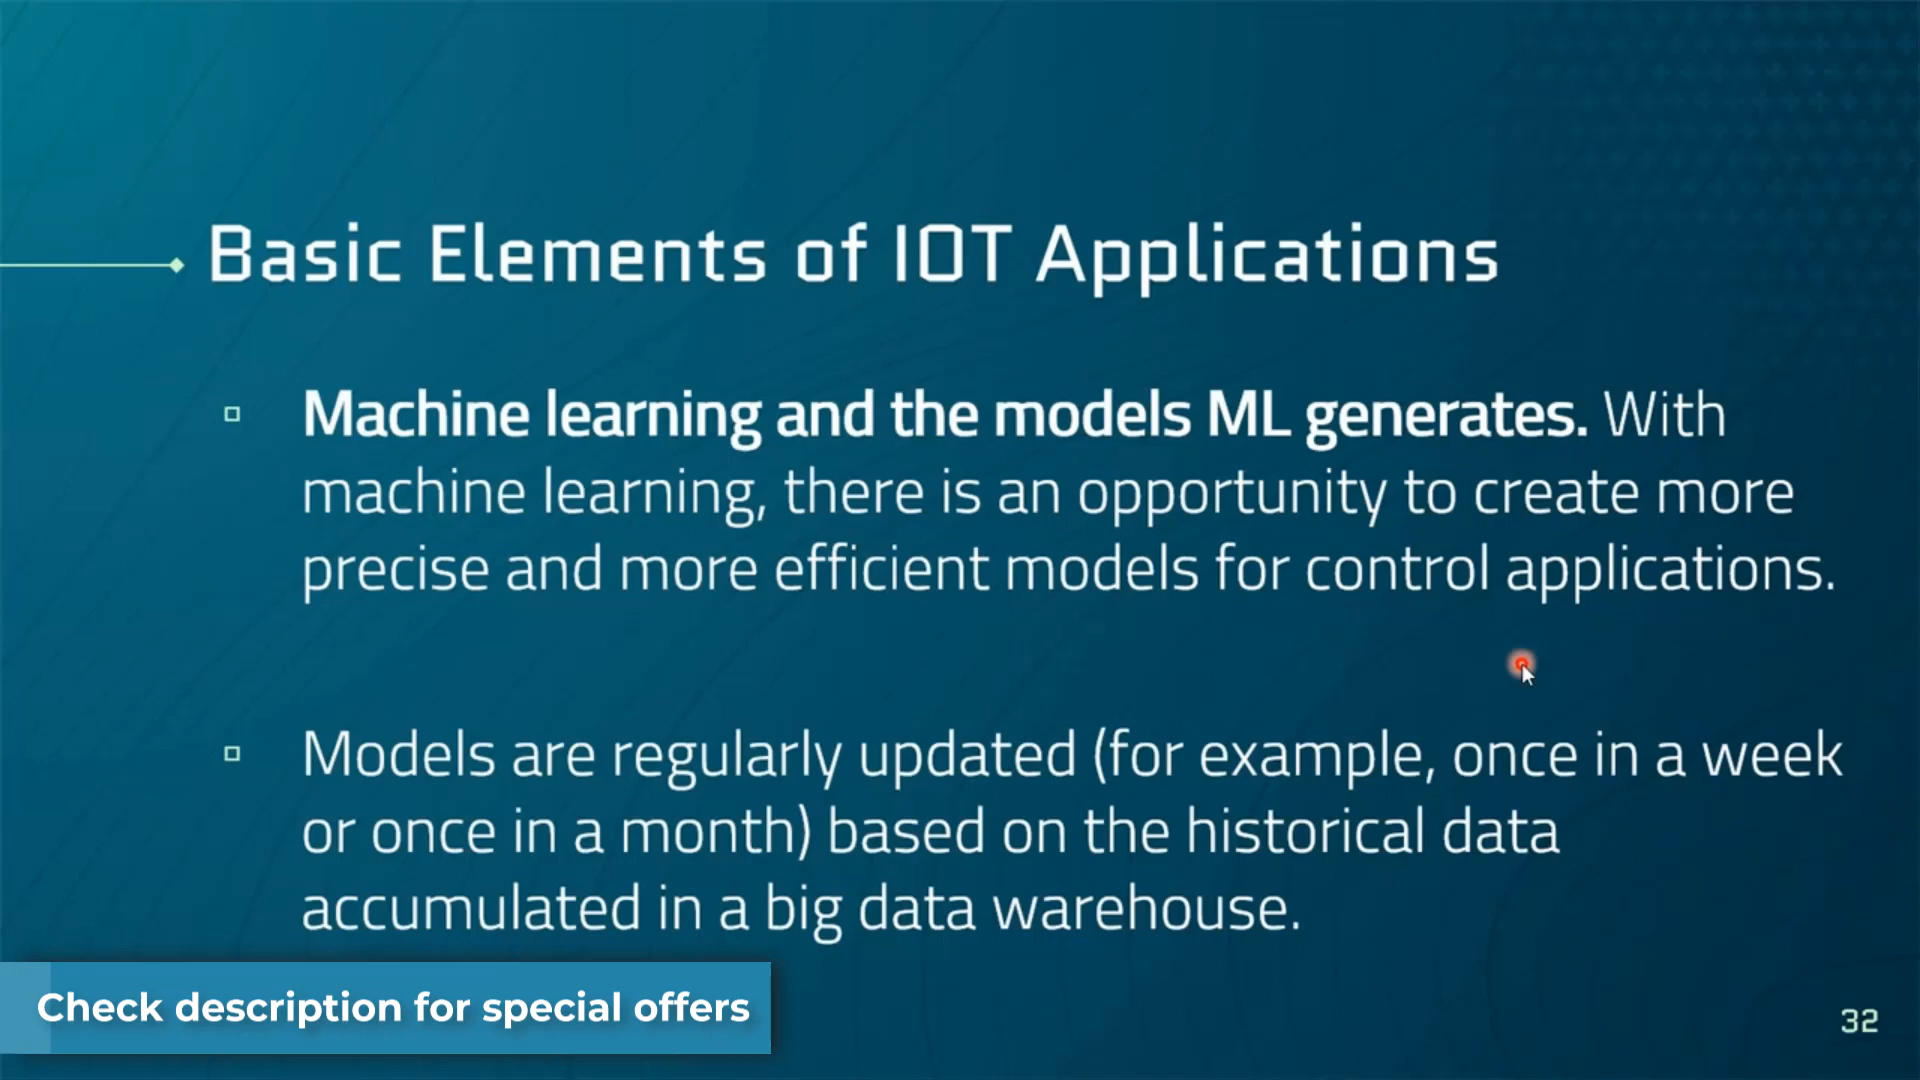 Basic Elements of IOT Applications
Machine learning and the models ML generates. With
machine learning, there is an opportunity to create more
precise and more efficient models for control applications.
Models are regularly updated (for example, once in a week
or once in a month) based on the historical data
accumulated in a big data warehouse.
Check description for special offers
32